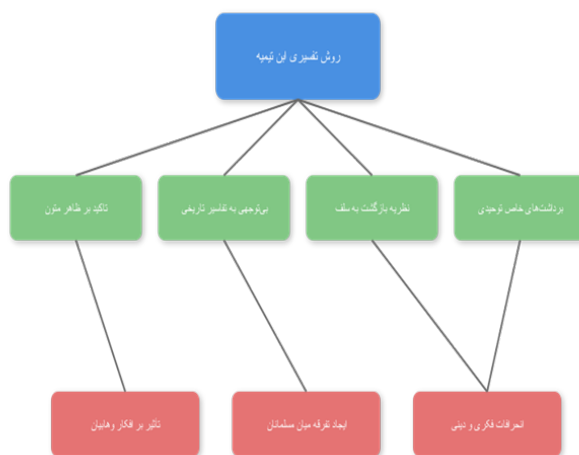 روش تفسیری ابن تیمیه
برداشت‌های خاص توحیدی
نظریه بازگشت به سلف
بی‌توجهی به تفاسیر تاریخی
تاکید بر ظاهر متون
انحرافات فکری و دینی
ایجاد تفرقه میان مسلمانان
تأثیر بر افکار وهابیان